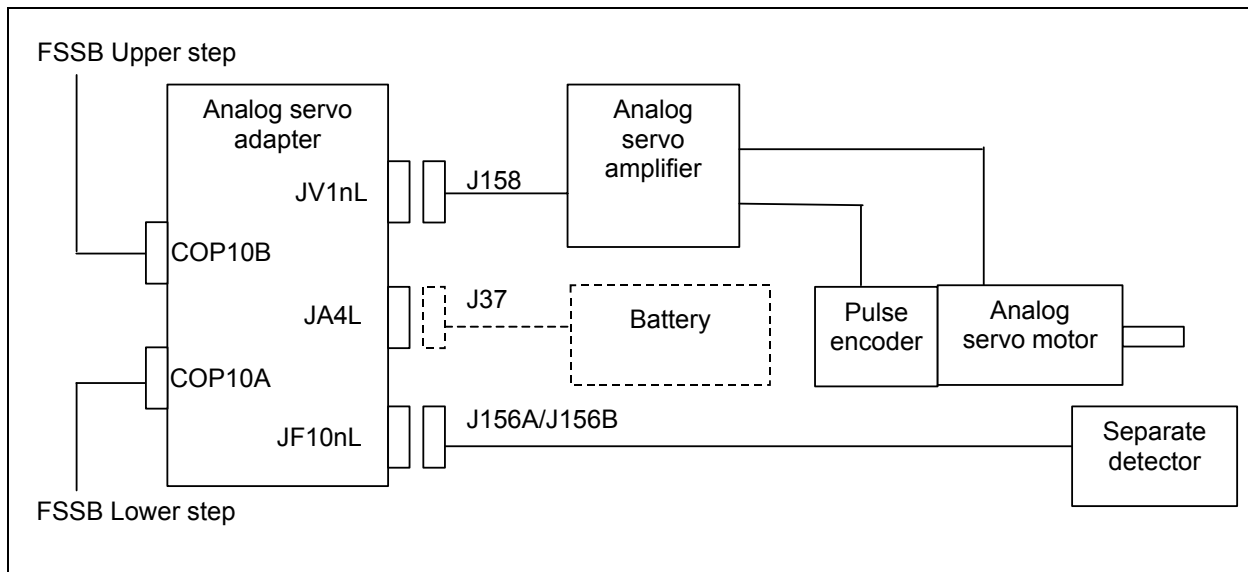 FSSB Upper step
Analog servo
adapter
JV1nL
COP10B
JA4L
COP10A
JF10nL
FSSB Lower step
J158
Analog
servo
amplifier
J37
Battery
Pulse
encoder
Analog
servo motor
J156A/J156B
Separate
detector